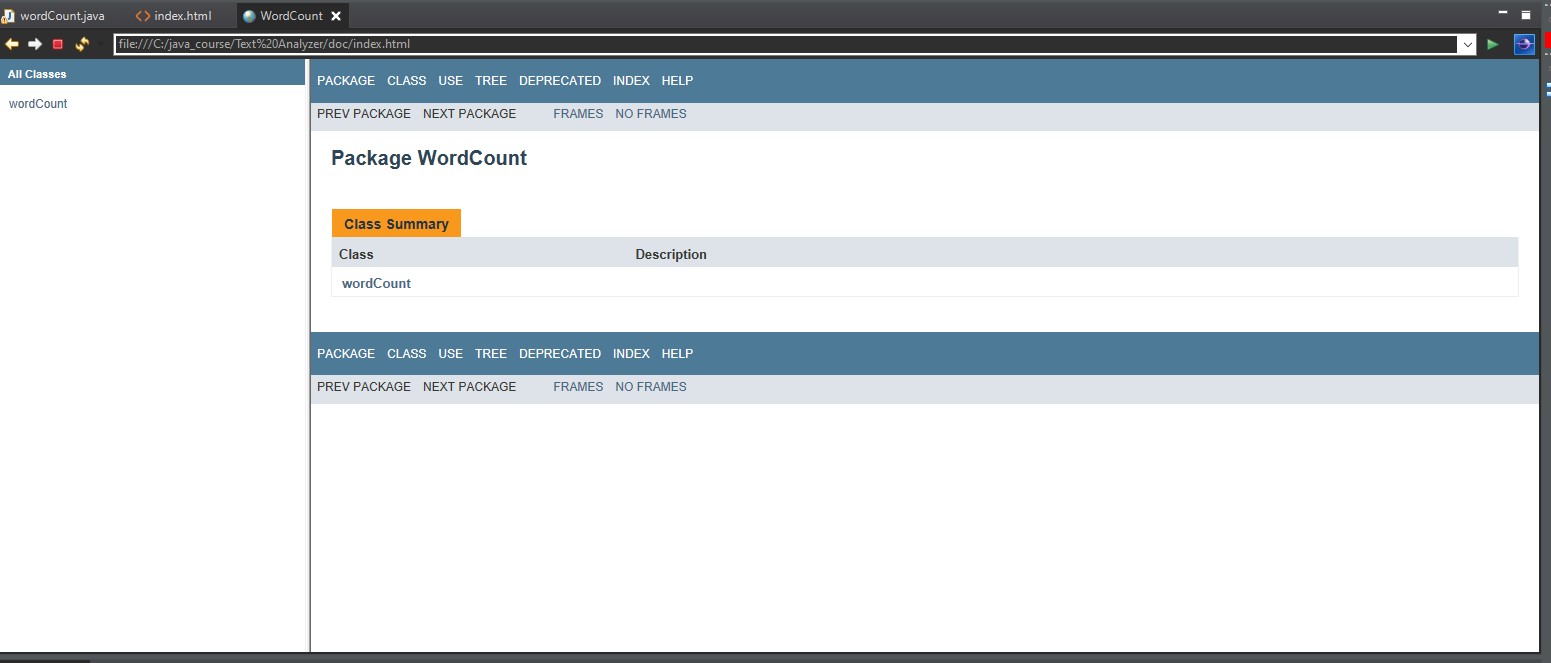 wordCount.java index.html WordCount
file:///C:/java_course/Text%20Analyzer/doc/index.html
All Classes
wordCount
PACKAGE CLASS USE TREE DEPRECATED INDEX HELP
PREV PACKAGE NEXT PACKAGE FRAMES NO FRAMES
Package WordCount
Class Summary
Class Description
wordCount
PACKAGE CLASS USE TREE DEPRECATED INDEX HELP
PREV PACKAGE NEXT PACKAGE FRAMES NO FRAMES